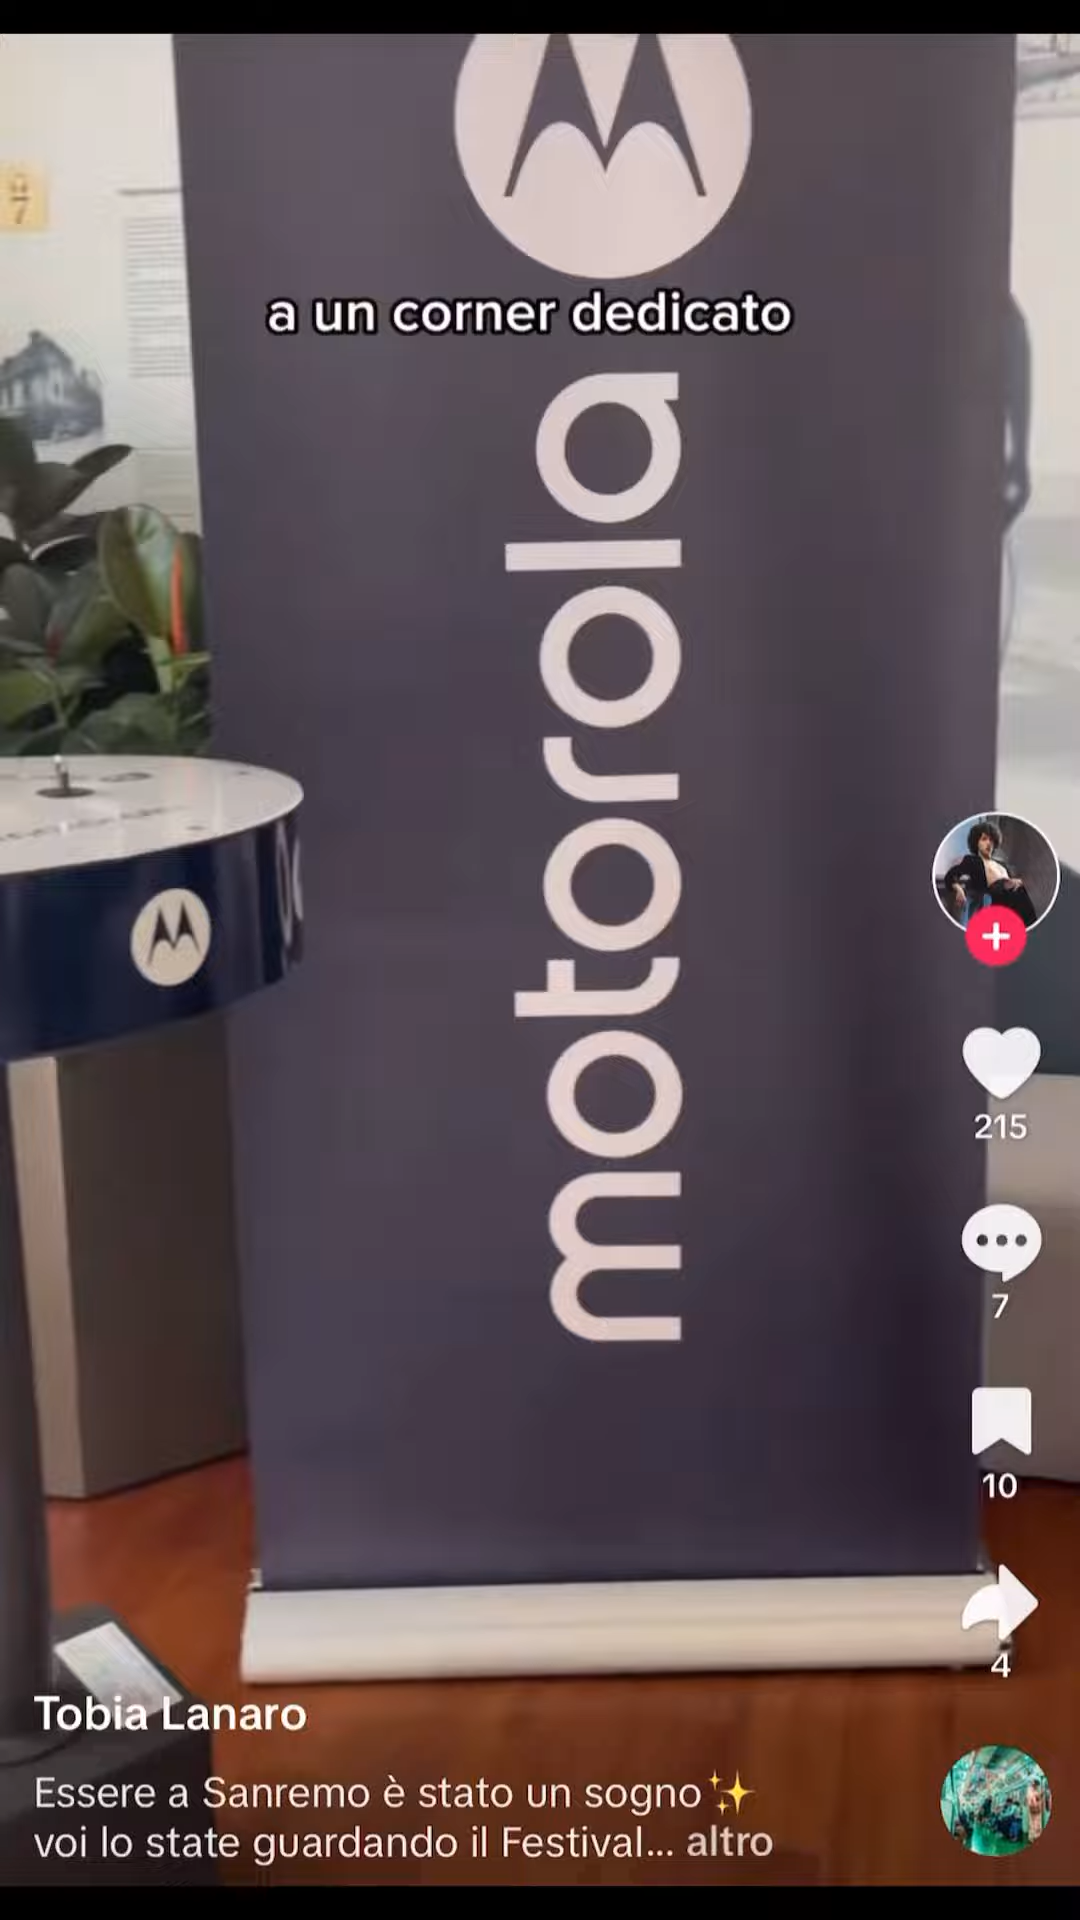 a un corner dedicato
motorola
215
7
10
4
Tobia Lanaro
Essere a Sanremo è stato un sogno✨
voi lo state guardando il Festival... altro